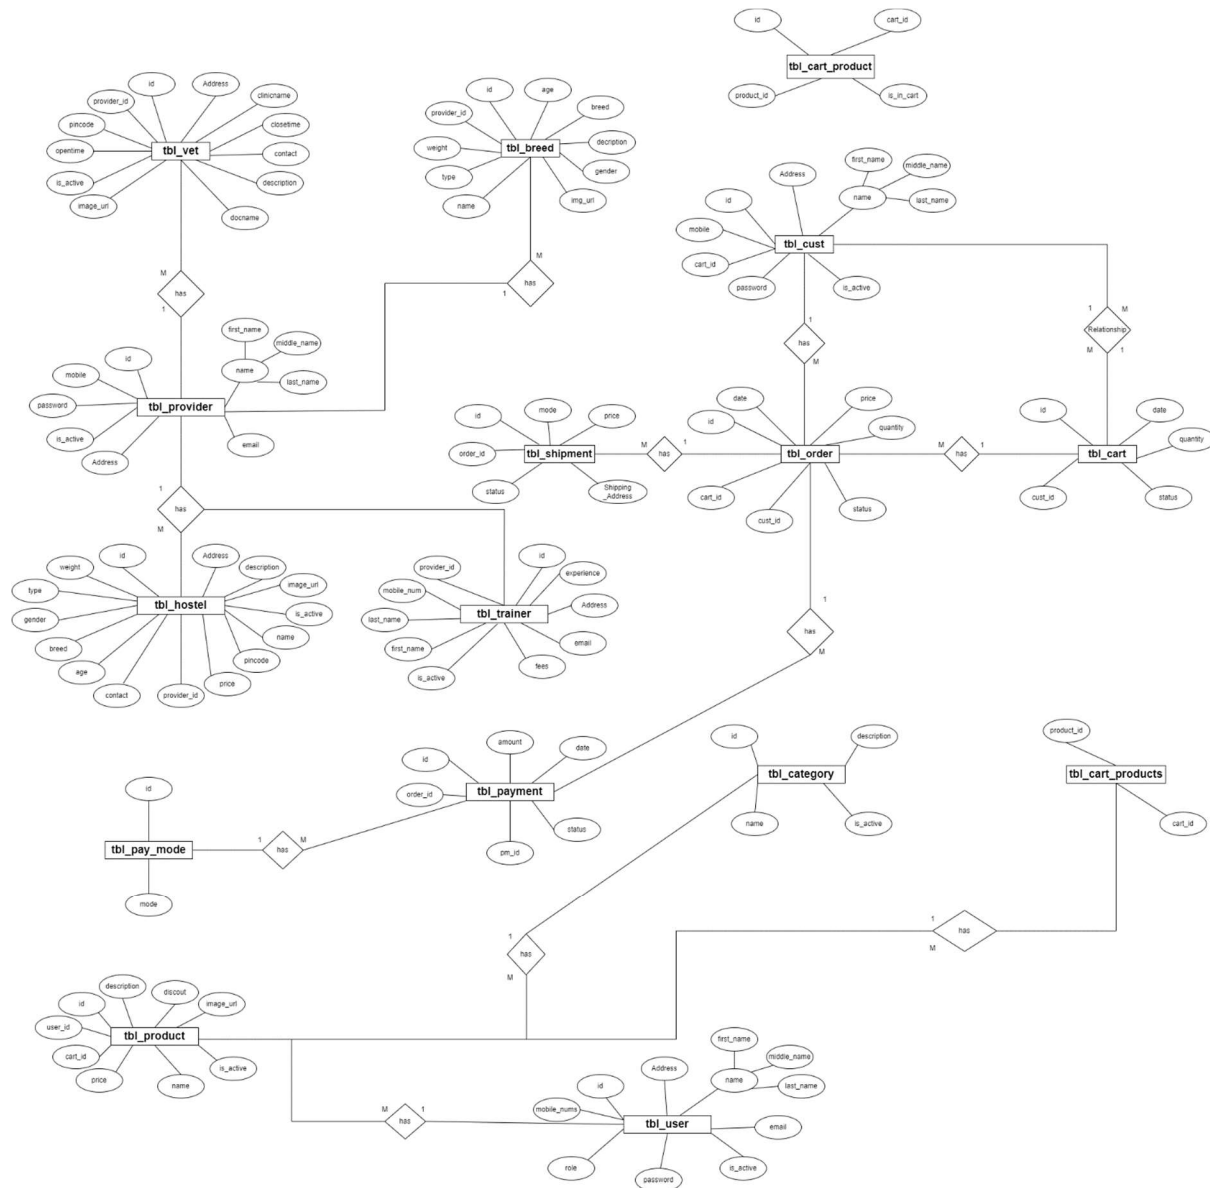 id
cart_id
tbl_cart_product
product_id
is_in_cart
id
Address
provider_id
clinicname
pincode
closetime
opentime
tbl_vet
contact
is_active
description
image_url
docname
id
age
provider_id
breed
weight
tbl_breed
decription
type
gender
name
img_url
M
has
1
M
has
1
first_name
middle_name
Address
name
last_name
id
mobile
tbl_cust
cart_id
password
is_active
1
has
M
1
M
Relationship
M
1
first_name
middle_name
id
name
mobile
last_name
password
tbl_provider
is_active
email
Address
id
mode
price
order_id
tbl_shipment
status
Shipping
_Address
M
has
1
date
price
id
quantity
tbl_order
cart_id
cust_id
status
M
has
1
id
date
quantity
tbl_cart
cust_id
status
1
has
M
id
Address
weight
description
type
image_url
gender
tbl_hostel
is_active
breed
name
age
pincode
contact
provider_id
price
id
provider_id
experience
mobile_num
Address
last_name
tbl_trainer
first_name
email
is_active
fees
1
has
M
amount
id
date
order_id
tbl_payment
status
pm_id
id
tbl_pay_mode
mode
1
has
M
id
description
tbl_category
name
is_active
product_id
tbl_cart_products
cart_id
1
has
M
1
has
M
description
discout
id
image_url
user_id
tbl_product
cart_id
is_active
price
name
M
has
1
first_name
middle_name
Address
name
last_name
id
mobile_nums
tbl_user
email
role
password
is_active